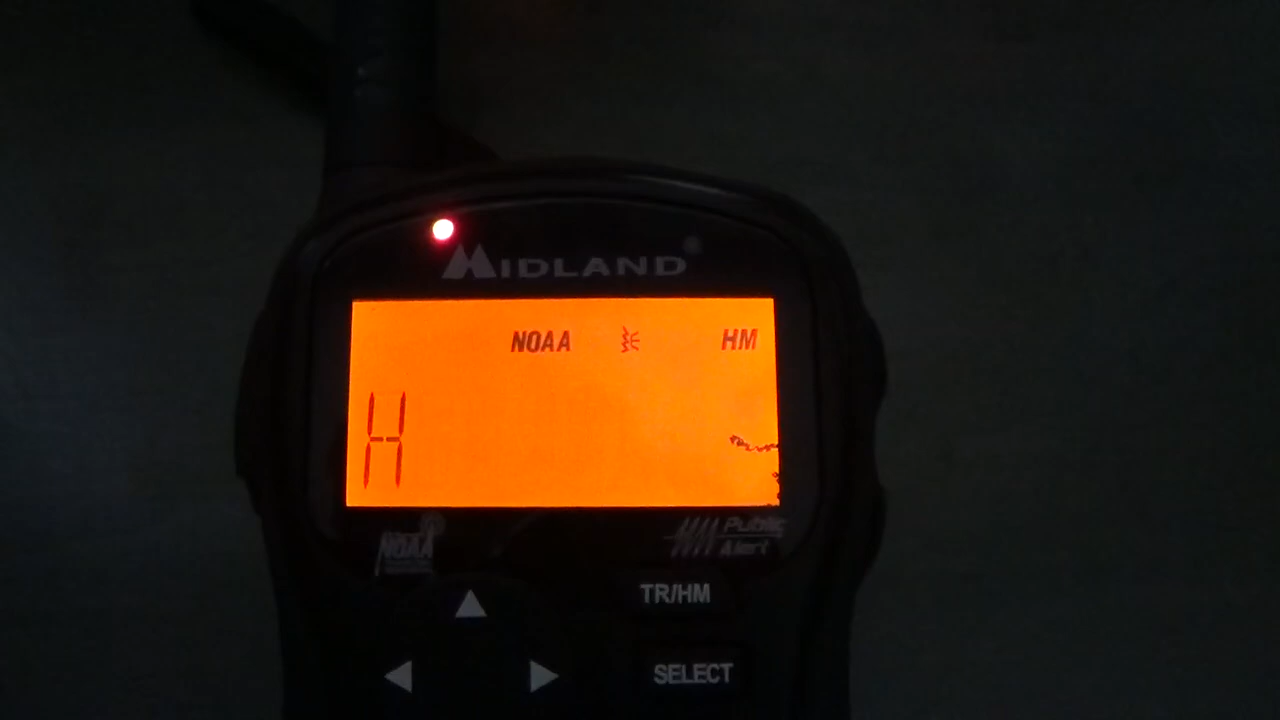 MIDLAND
NOAA HM
H
NOAA
Public
Alert
TR/HM
SELECT